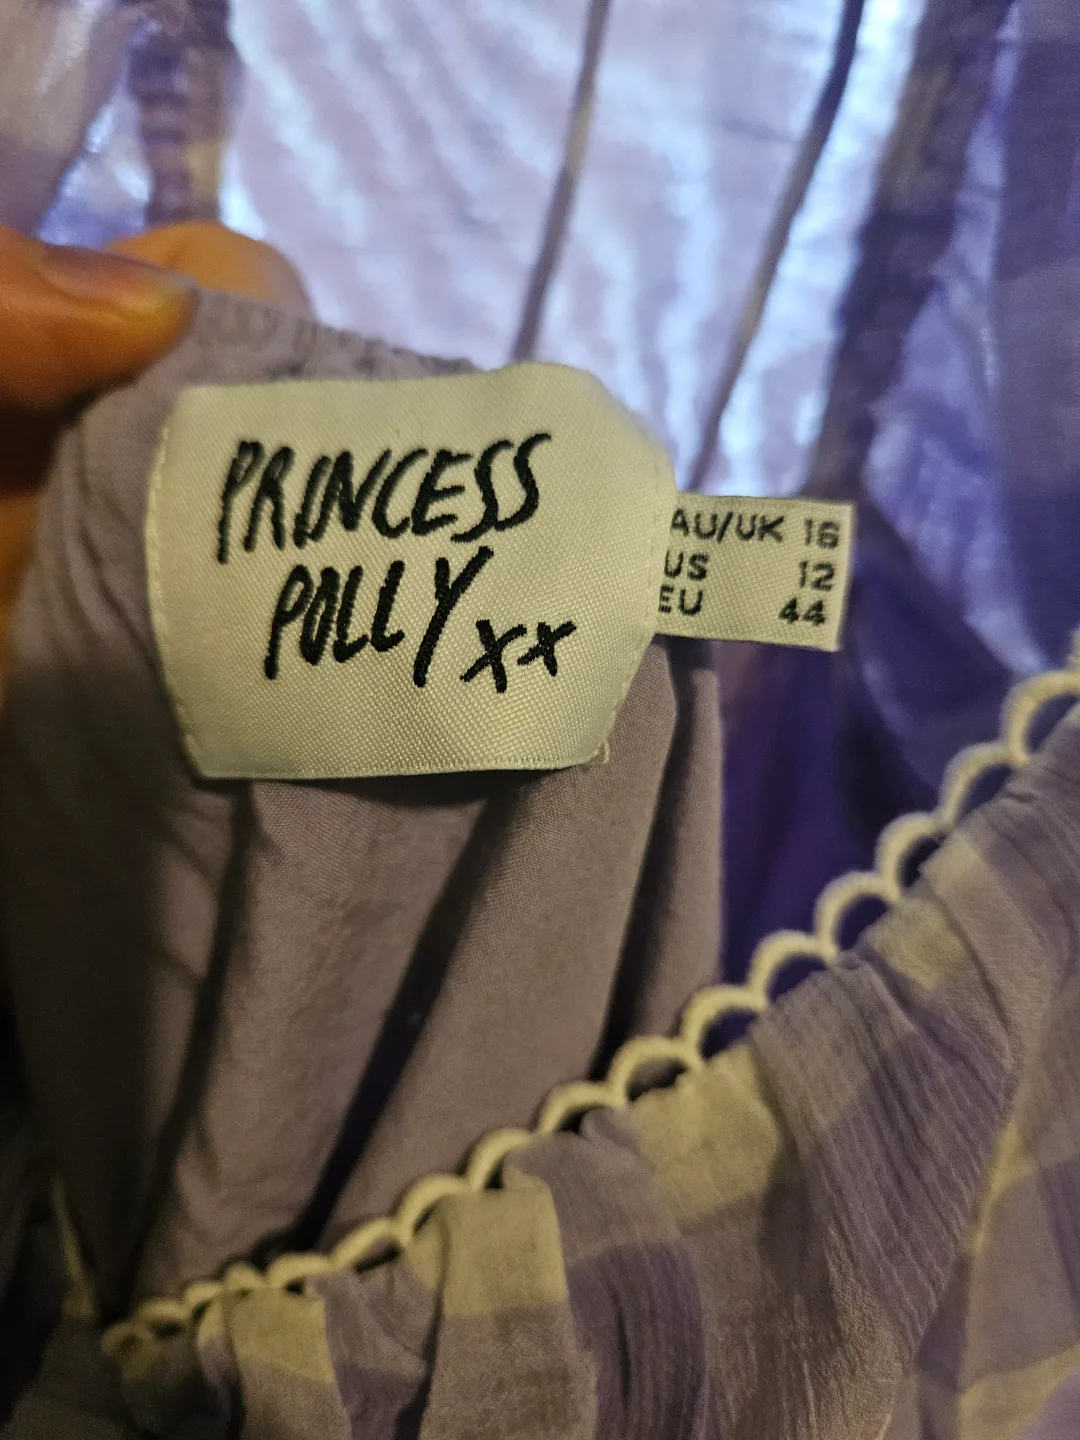 PRINCESS
POLLY xx
AU/UK 16
US 12
EU 44